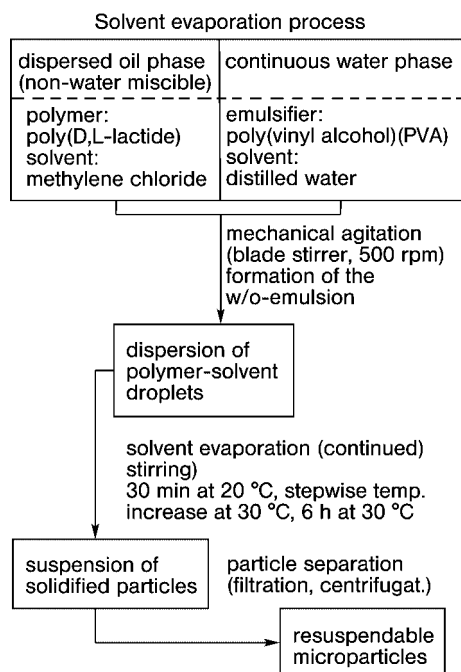 Solvent evaporation process
dispersed oil phase
(non-water miscible)
continuous water phase
polymer:
poly(D,L-lactide)
solvent:
methylene chloride
emulsifier:
poly(vinyl alcohol)(PVA)
solvent:
distilled water
mechanical agitation
(blade stirrer, 500 rpm)
formation of the
w/o-emulsion
dispersion of
polymer-solvent
droplets
solvent evaporation (continued)
stirring)
30 min at 20 °C, stepwise temp.
increase at 30 °C, 6 h at 30 °C
suspension of
solidified particles
particle separation
(filtration, centrifugat.)
resuspendable
microparticles